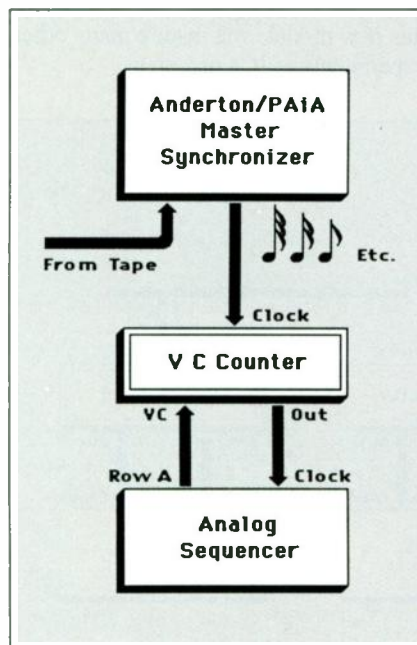 Anderton/PAiA
Master
Synchronizer
From Tape
Etc.
Clock
V C Counter
VC
Out
Row A
Clock
Analog
Sequencer